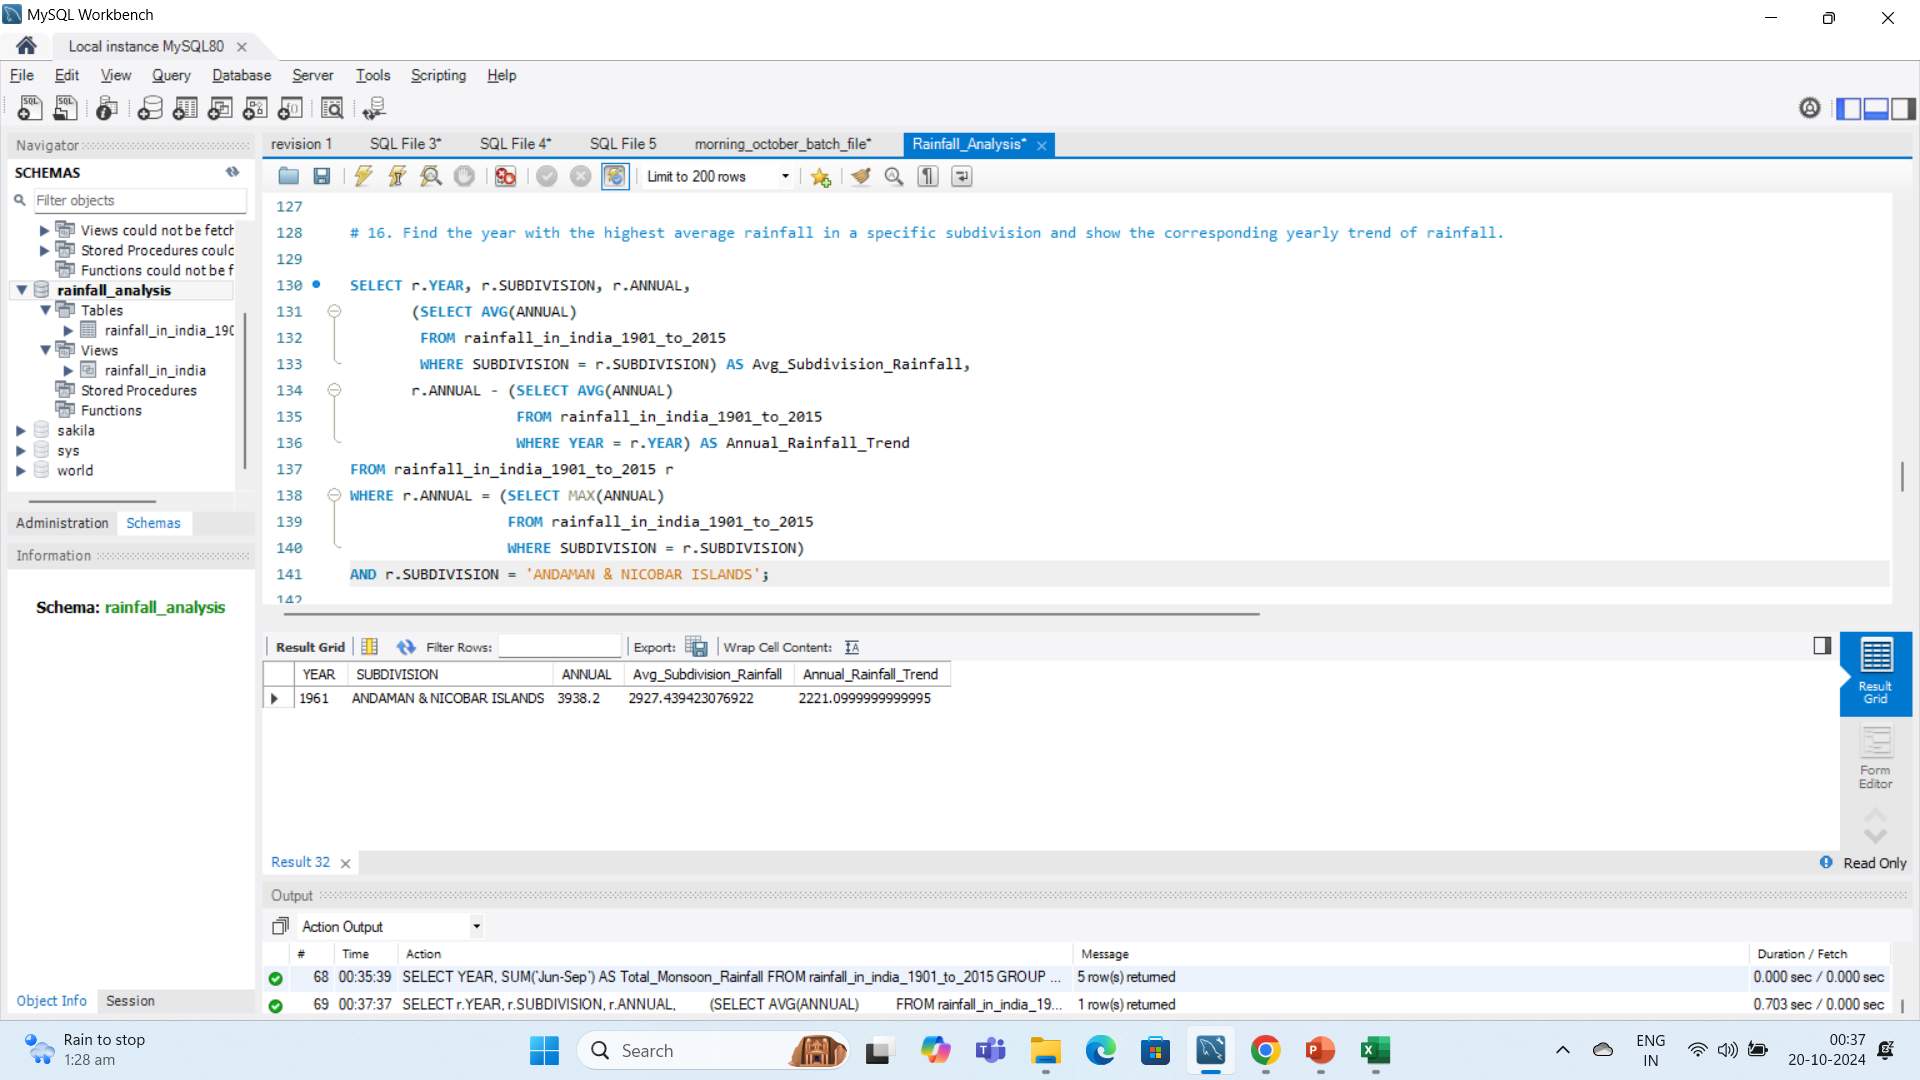 MySQL Workbench
Local instance MySQL80
File Edit View Query Database Server Tools Scripting Help
Navigator
SCHEMAS
Filter objects
Views could not be fetch
Stored Procedures could
Functions could not be f
rainfall_analysis
Tables
rainfall_in_india_190
Views
rainfall_in_india
Stored Procedures
Functions
sakila
sys
world
Administration Schemas
Information
Schema: rainfall_analysis
Object Info Session
revision 1 SQL File 3* SQL File 4* SQL File 5 morning_october_batch_file* Rainfall_Analysis*
Limit to 200 rows
127
128 # 16. Find the year with the highest average rainfall in a specific subdivision and show the corresponding yearly trend of rainfall.
129
130 SELECT r.YEAR, r.SUBDIVISION, r.ANNUAL,
131 (SELECT AVG(ANNUAL)
132 FROM rainfall_in_india_1901_to_2015
133 WHERE SUBDIVISION = r.SUBDIVISION) AS Avg_Subdivision_Rainfall,
134 r.ANNUAL - (SELECT AVG(ANNUAL)
135 FROM rainfall_in_india_1901_to_2015
136 WHERE YEAR = r.YEAR) AS Annual_Rainfall_Trend
137 FROM rainfall_in_india_1901_to_2015 r
138 WHERE r.ANNUAL = (SELECT MAX(ANNUAL)
139 FROM rainfall_in_india_1901_to_2015
140 WHERE SUBDIVISION = r.SUBDIVISION)
141 AND r.SUBDIVISION = 'ANDAMAN & NICOBAR ISLANDS';
142
Result Grid Filter Rows: Export: Wrap Cell Content:
YEAR SUBDIVISION ANNUAL Avg_Subdivision_Rainfall Annual_Rainfall_Trend
1961 ANDAMAN & NICOBAR ISLANDS 3938.2 2927.439423076922 2221.0999999999995
Result Grid
Form Editor
Result 32
Read Only
Output
Action Output
# Time Action Message Duration / Fetch
68 00:35:39 SELECT YEAR, SUM(`Jun-Sep`) AS Total_Monsoon_Rainfall FROM rainfall_in_india_1901_to_2015 GROUP ... 5 row(s) returned 0.000 sec / 0.000 sec
69 00:37:37 SELECT r.YEAR, r.SUBDIVISION, r.ANNUAL, (SELECT AVG(ANNUAL) FROM rainfall_in_india_19... 1 row(s) returned 0.703 sec / 0.000 sec
Rain to stop
1:28 am
Search
ENG
IN
00:37
20-10-2024